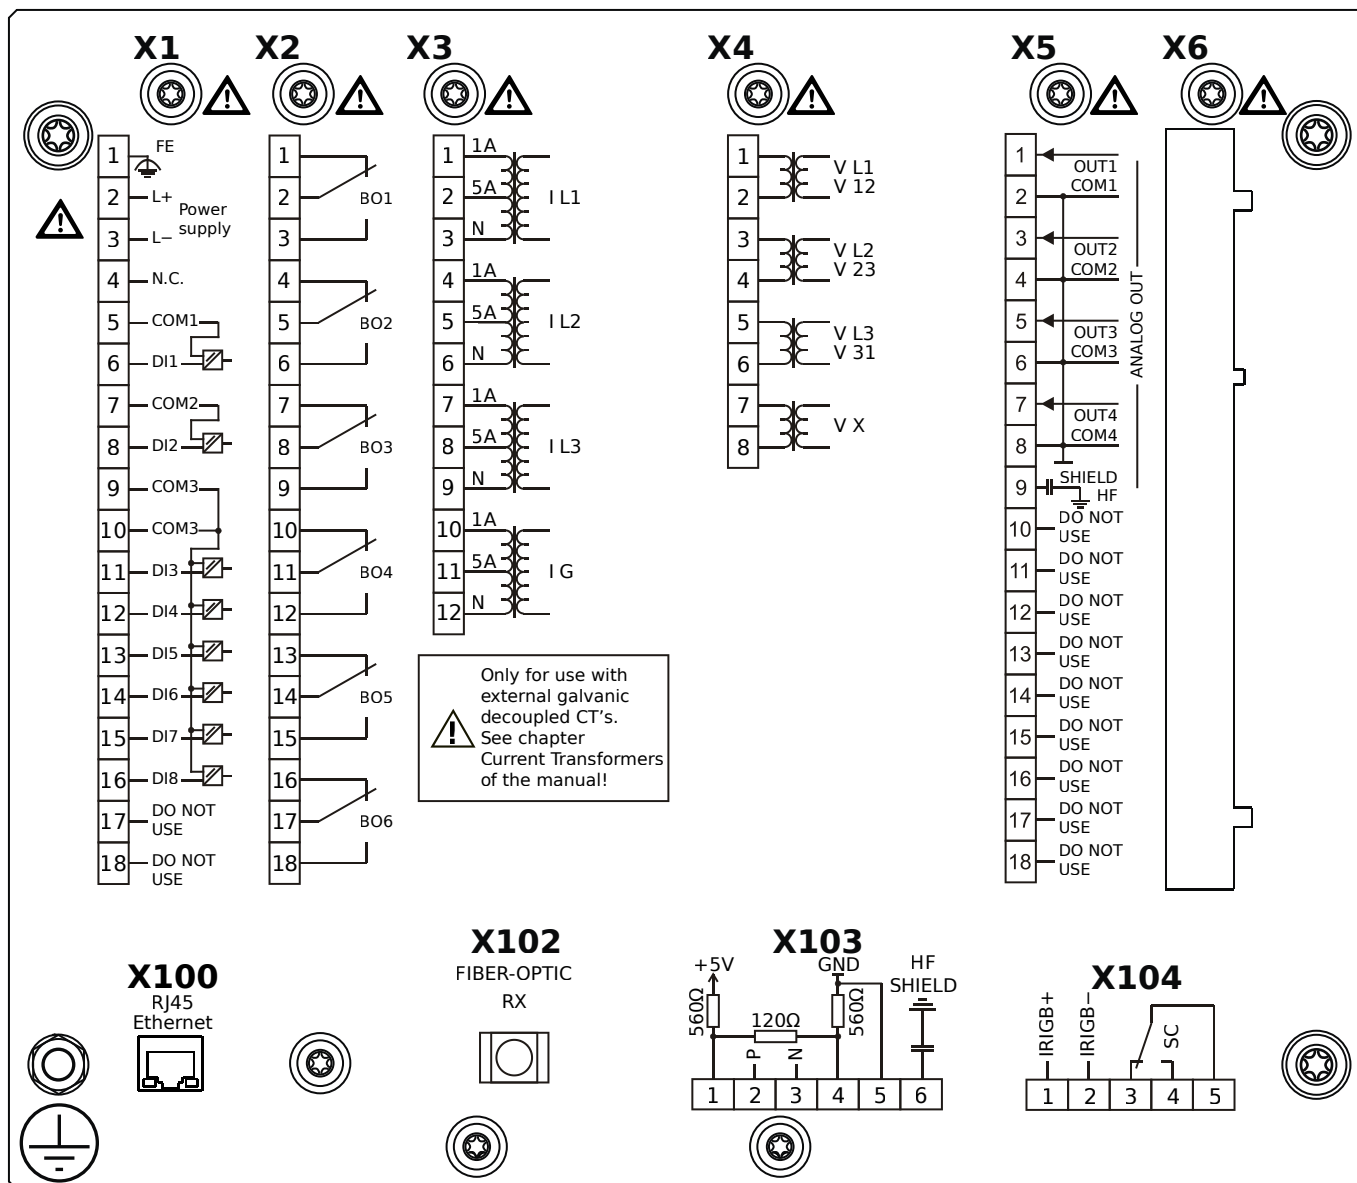 X1
X2
X3
X4
X5
X6
1 FE
2 L+ Power
3 L− supply
4 N.C.
5 COM1
6 DI1
7 COM2
8 DI2
9 COM3
10 COM3
11 DI3
12 DI4
13 DI5
14 DI6
15 DI7
16 DI8
17 DO NOT
USE
18 DO NOT
USE
1
2 BO1
3
4
5 BO2
6
7
8 BO3
9
10
11 BO4
12
13
14 BO5
15
16
17 BO6
18
1 1A
2 5A I L1
3 N
4 1A
5 5A I L2
6 N
7 1A
8 5A I L3
9 N
10 1A
11 5A I G
12 N
Only for use with
external galvanic
decoupled CT's.
See chapter
Current Transformers
of the manual!
1 V L1
2 V 12
3 V L2
4 V 23
5 V L3
6 V 31
7 V X
8
1 OUT1
2 COM1
3 OUT2
4 COM2
5 OUT3
6 COM3
7 OUT4
8 COM4
ANALOG OUT
9 SHIELD
HF
10 DO NOT
USE
11 DO NOT
USE
12 DO NOT
USE
13 DO NOT
USE
14 DO NOT
USE
15 DO NOT
USE
16 DO NOT
USE
17 DO NOT
USE
18 DO NOT
USE
X100
RJ45
Ethernet
X102
FIBER-OPTIC
RX
X103
+5V GND HF
SHIELD
560Ω 120Ω 560Ω
P N
1 2 3 4 5 6
X104
IRIGB+ IRIGB− SC
1 2 3 4 5